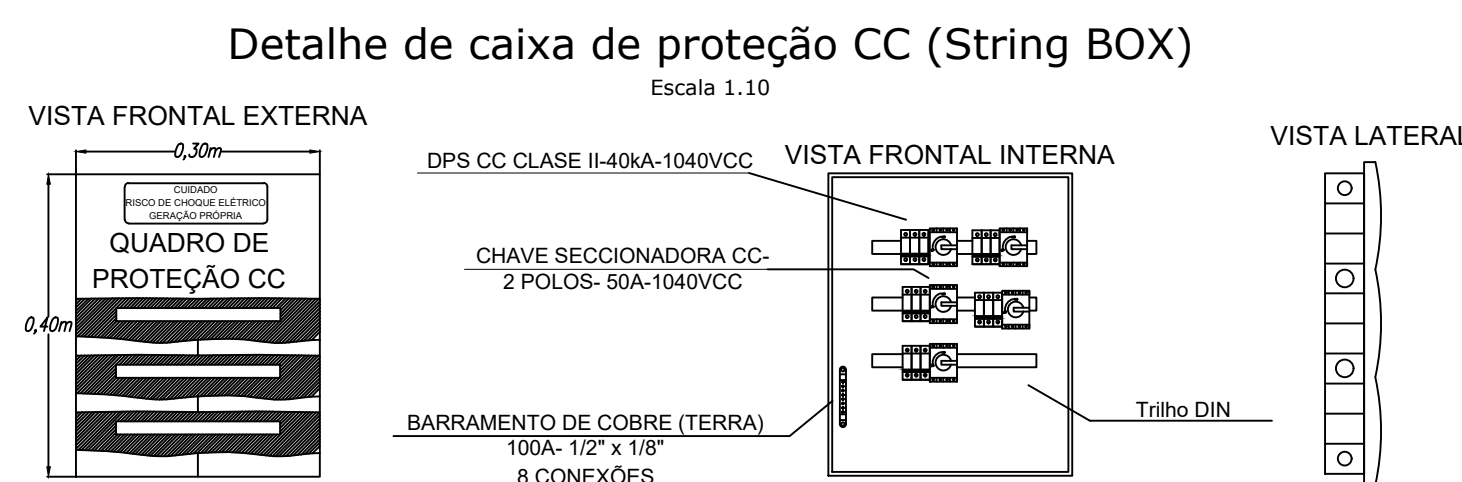 Detalhe de caixa de proteção CC (String BOX)
Escala 1.10
VISTA FRONTAL EXTERNA
0,30m
CUIDADO
RISCO DE CHOQUE ELÉTRICO
GERAÇÃO PRÓPRIA
QUADRO DE
PROTEÇÃO CC
0,40m
DPS CC CLASE II-40kA-1040VCC
CHAVE SECCIONADORA CC-
2 POLOS- 50A-1040VCC
BARRAMENTO DE COBRE (TERRA)
100A- 1/2" x 1/8"
8 CONEXÕES
VISTA FRONTAL INTERNA
Trilho DIN
VISTA LATERAL